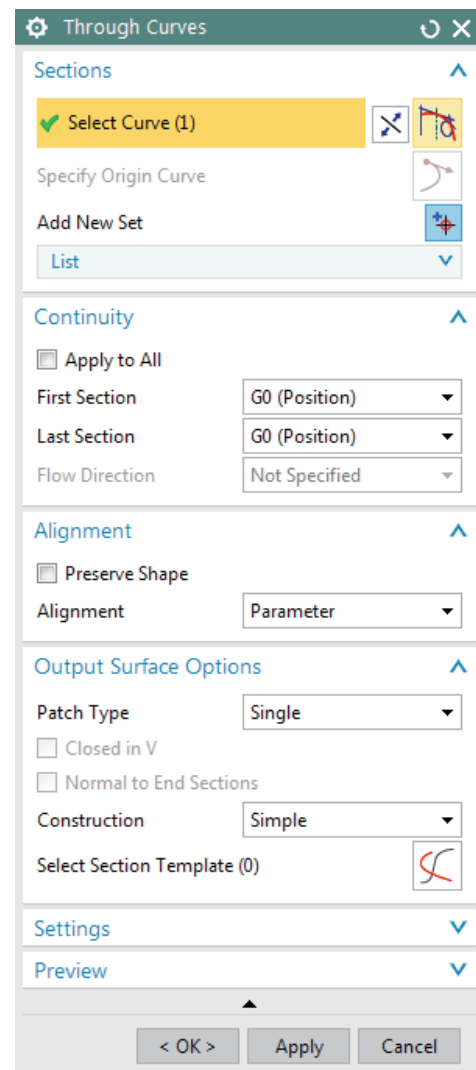 Through Curves
Sections
Select Curve (1)
Specify Origin Curve
Add New Set
List
Continuity
Apply to All
First Section G0 (Position)
Last Section G0 (Position)
Flow Direction Not Specified
Alignment
Preserve Shape
Alignment Parameter
Output Surface Options
Patch Type Single
Closed in V
Normal to End Sections
Construction Simple
Select Section Template (0)
Settings
Preview
< OK > Apply Cancel